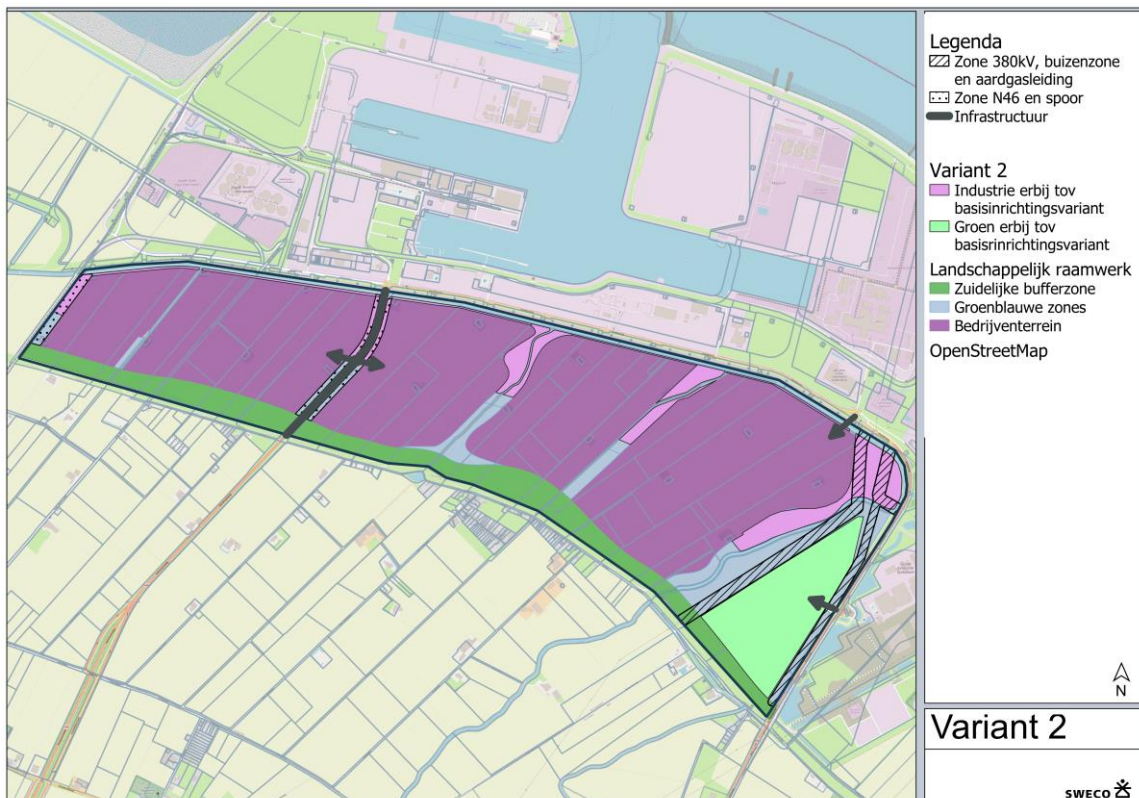 Legenda
Zone 380kV, buizenzone
en aardgasleiding
Zone N46 en spoor
Infrastructuur
Variant 2
Industrie erbij tov
basisinrichtingsvariant
Groen erbij tov
basisrinrichtingsvariant
Landschappelijk raamwerk
Zuidelijke bufferzone
Groenblauwe zones
Bedrijventerrein
OpenStreetMap
N
Variant 2
SWECO